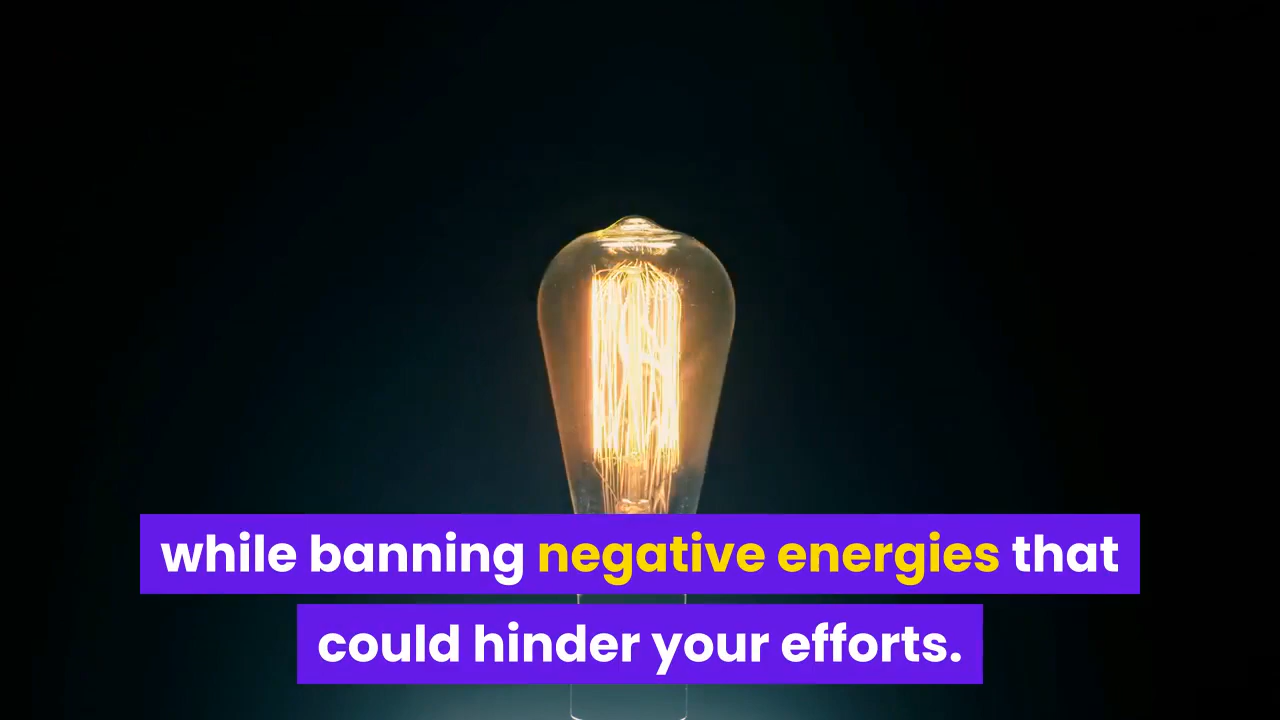 while banning negative energies that
could hinder your efforts.